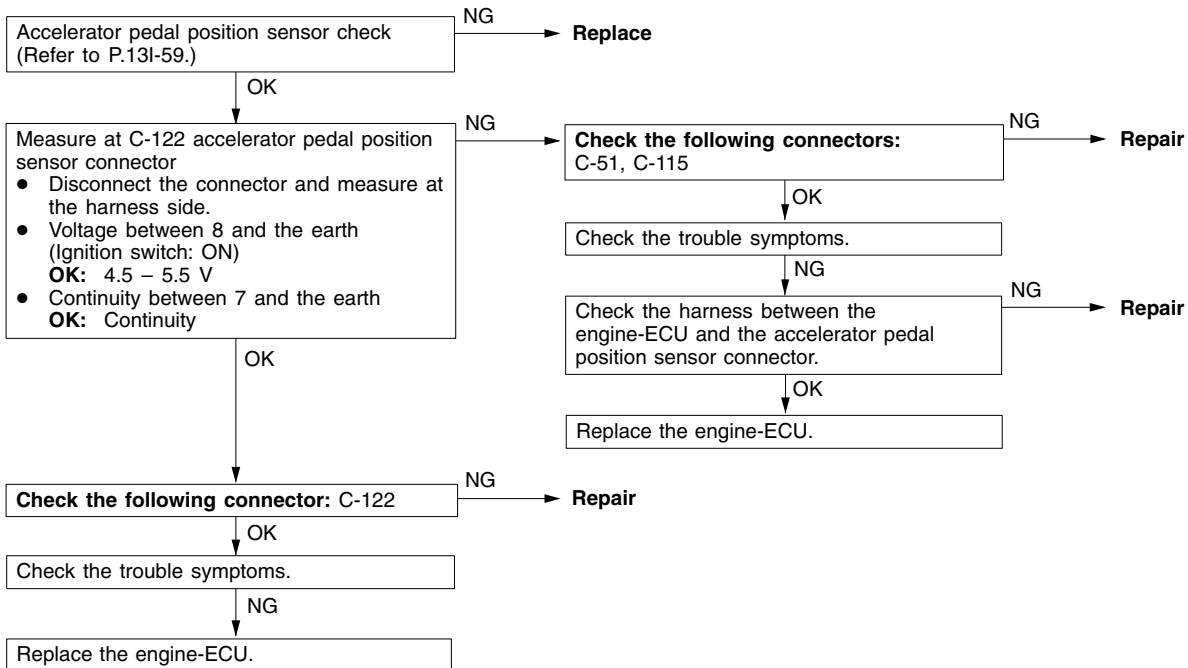 Accelerator pedal position sensor check
(Refer to P.13I-59.)
NG
Replace
OK
Measure at C-122 accelerator pedal position
sensor connector
● Disconnect the connector and measure at
the harness side.
● Voltage between 8 and the earth
(Ignition switch: ON)
OK: 4.5 – 5.5 V
● Continuity between 7 and the earth
OK: Continuity
NG
Check the following connectors:
C-51, C-115
NG
Repair
OK
Check the trouble symptoms.
NG
Check the harness between the
engine-ECU and the accelerator pedal
position sensor connector.
NG
Repair
OK
Replace the engine-ECU.
OK
Check the following connector: C-122
NG
Repair
OK
Check the trouble symptoms.
NG
Replace the engine-ECU.